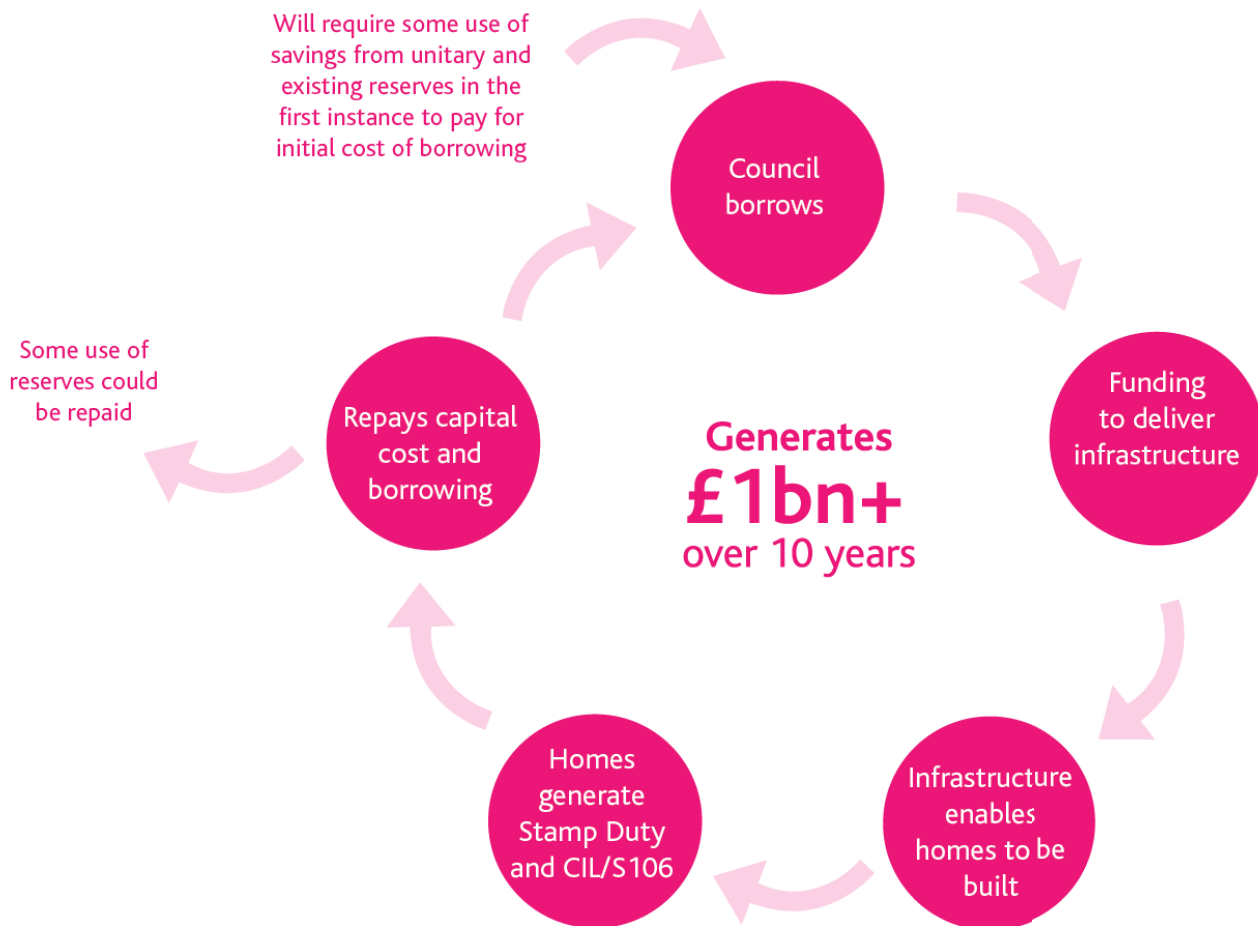 Will require some use of
savings from unitary and
existing reserves in the
first instance to pay for
initial cost of borrowing
Council
borrows
Funding
to deliver
infrastructure
Infrastructure
enables
homes to be
built
Homes
generate
Stamp Duty
and CIL/S106
Repays capital
cost and
borrowing
Some use of
reserves could
be repaid
Generates
£1bn+
over 10 years